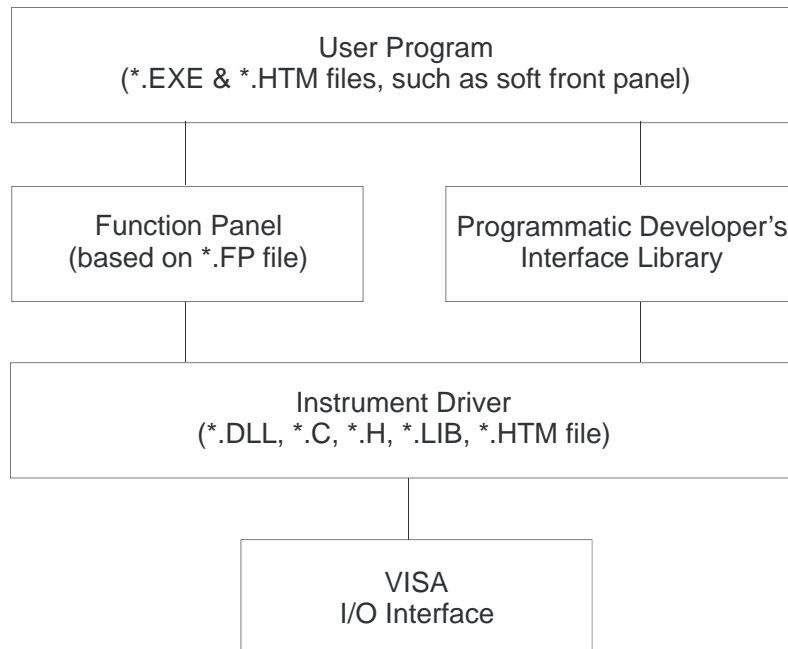 User Program
(*.EXE & *.HTM files, such as soft front panel)
Function Panel
(based on *.FP file)
Programmatic Developer's
Interface Library
Instrument Driver
(*.DLL, *.C, *.H, *.LIB, *.HTM file)
VISA
I/O Interface